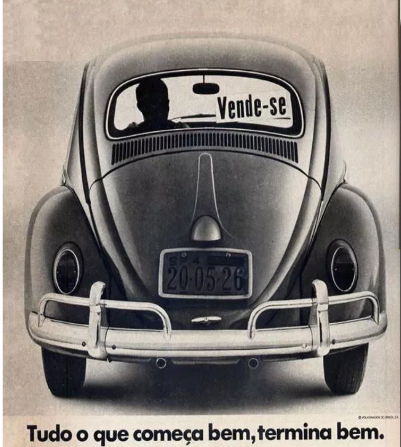 Vende-se
20-05-26
Tudo o que começa bem, termina bem.